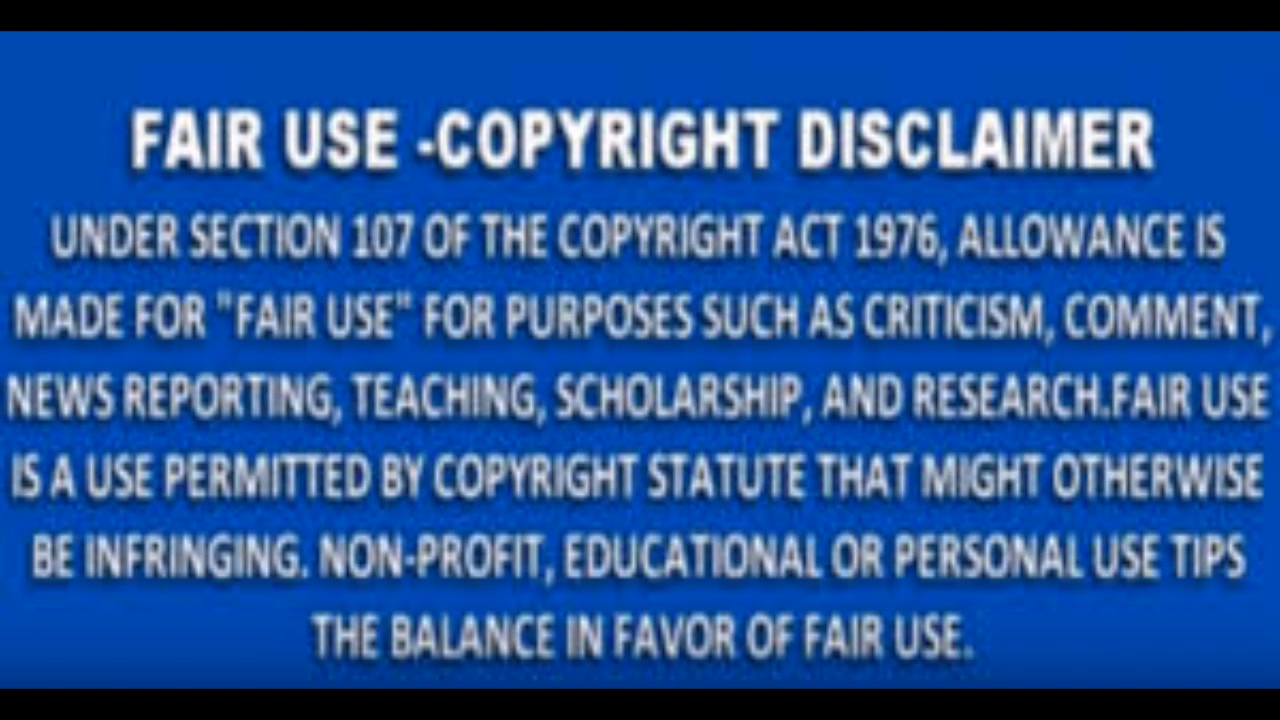 FAIR USE -COPYRIGHT DISCLAIMER
UNDER SECTION 107 OF THE COPYRIGHT ACT 1976, ALLOWANCE IS
MADE FOR "FAIR USE" FOR PURPOSES SUCH AS CRITICISM, COMMENT,
NEWS REPORTING, TEACHING, SCHOLARSHIP, AND RESEARCH.FAIR USE
IS A USE PERMITTED BY COPYRIGHT STATUTE THAT MIGHT OTHERWISE
BE INFRINGING. NON-PROFIT, EDUCATIONAL OR PERSONAL USE TIPS
THE BALANCE IN FAVOR OF FAIR USE.